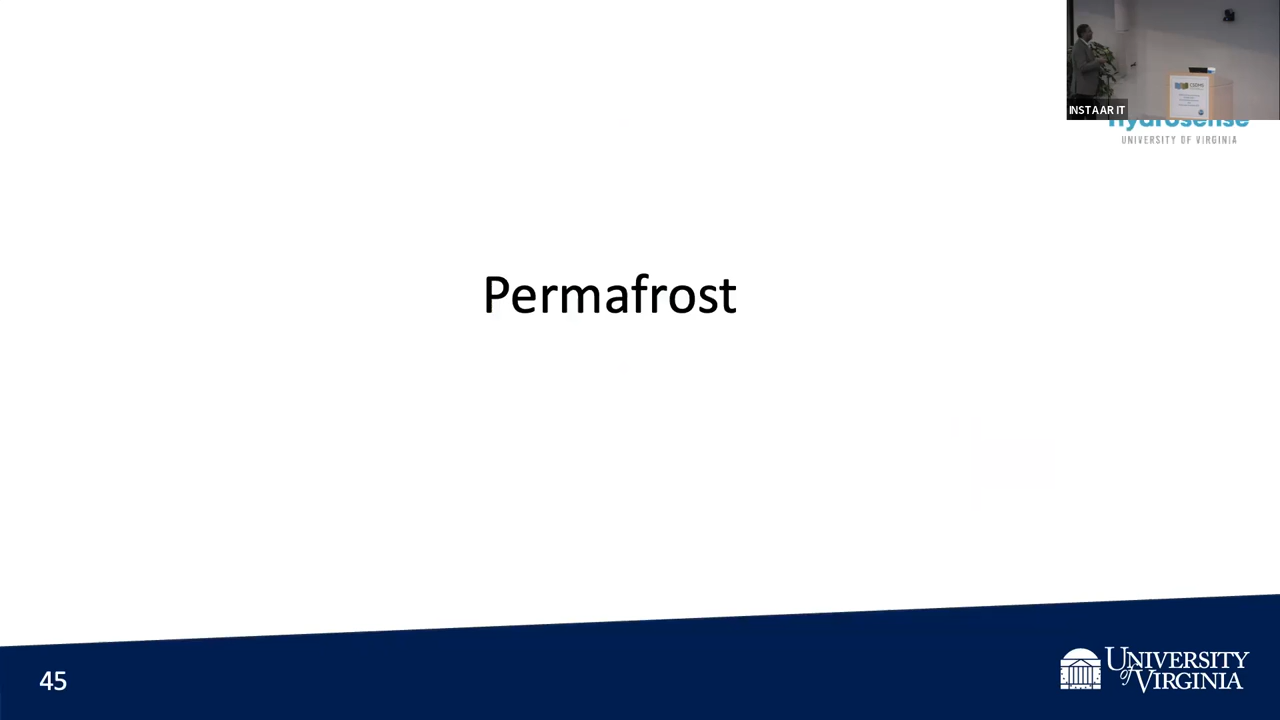 INSTAAR IT
Hydrosense
UNIVERSITY OF VIRGINIA
Permafrost
45
UNIVERSITY
of VIRGINIA